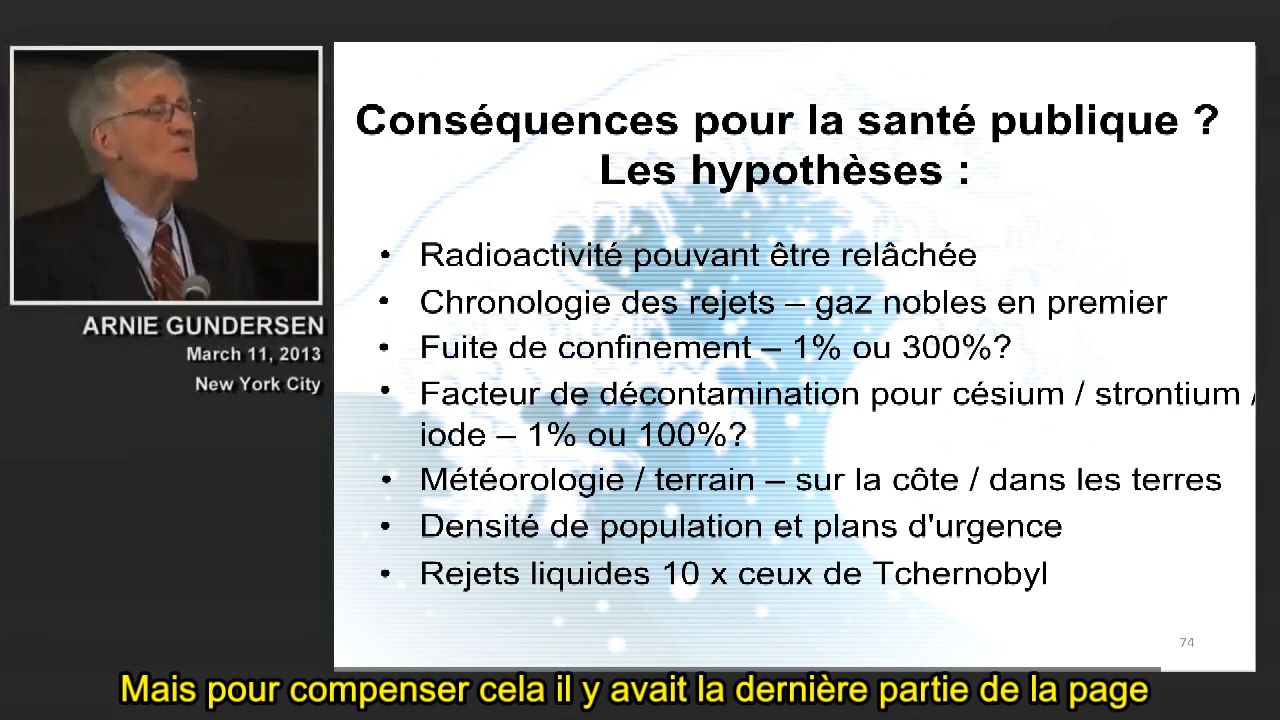 ARNIE GUNDERSEN
March 11, 2013
New York City
Conséquences pour la santé publique ?
Les hypothèses :
• Radioactivité pouvant être relâchée
• Chronologie des rejets – gaz nobles en premier
• Fuite de confinement – 1% ou 300%?
• Facteur de décontamination pour césium / strontium /
iode – 1% ou 100%?
• Météorologie / terrain – sur la côte / dans les terres
• Densité de population et plans d'urgence
• Rejets liquides 10 x ceux de Tchernobyl
74
Mais pour compenser cela il y avait la dernière partie de la page